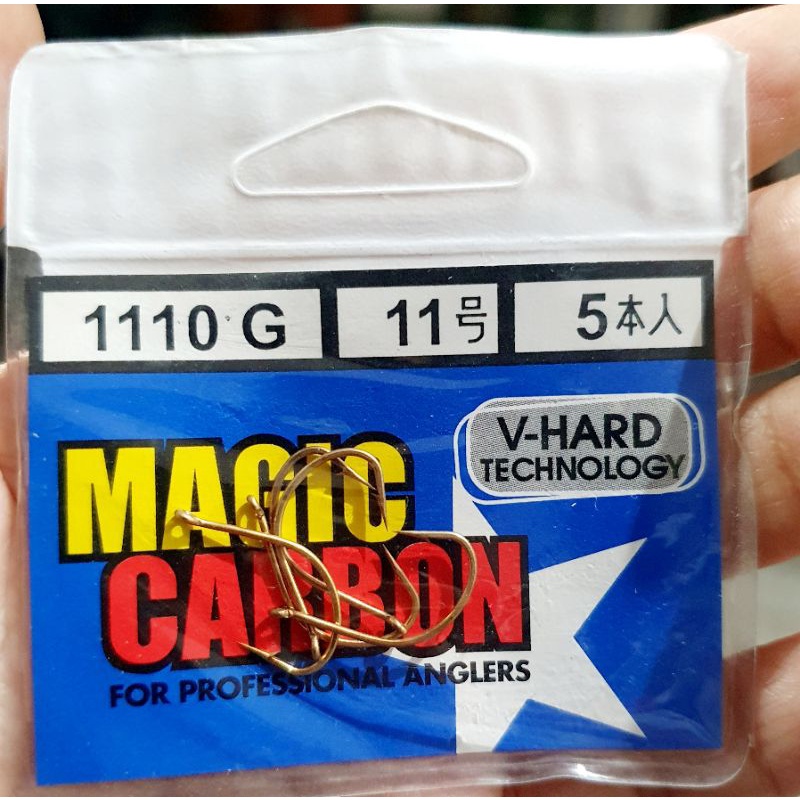 1110 G 11号 5本入
V-HARD
TECHNOLOGY
MAGIC
CARBON
FOR PROFESSIONAL ANGLERS